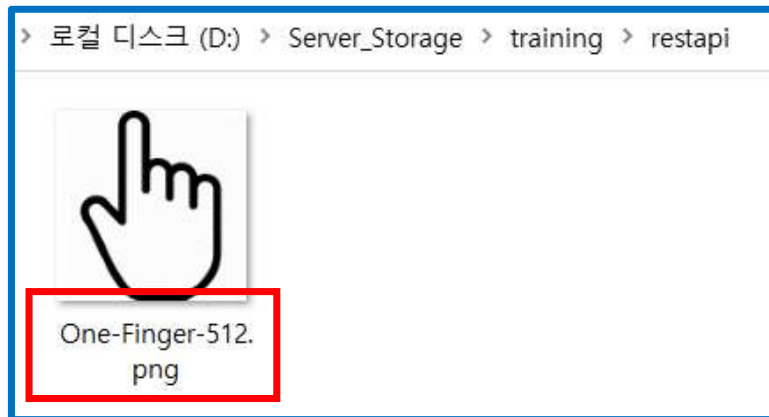 > 로컬 디스크 (D:) > Server_Storage > training > restapi
One-Finger-512.
png